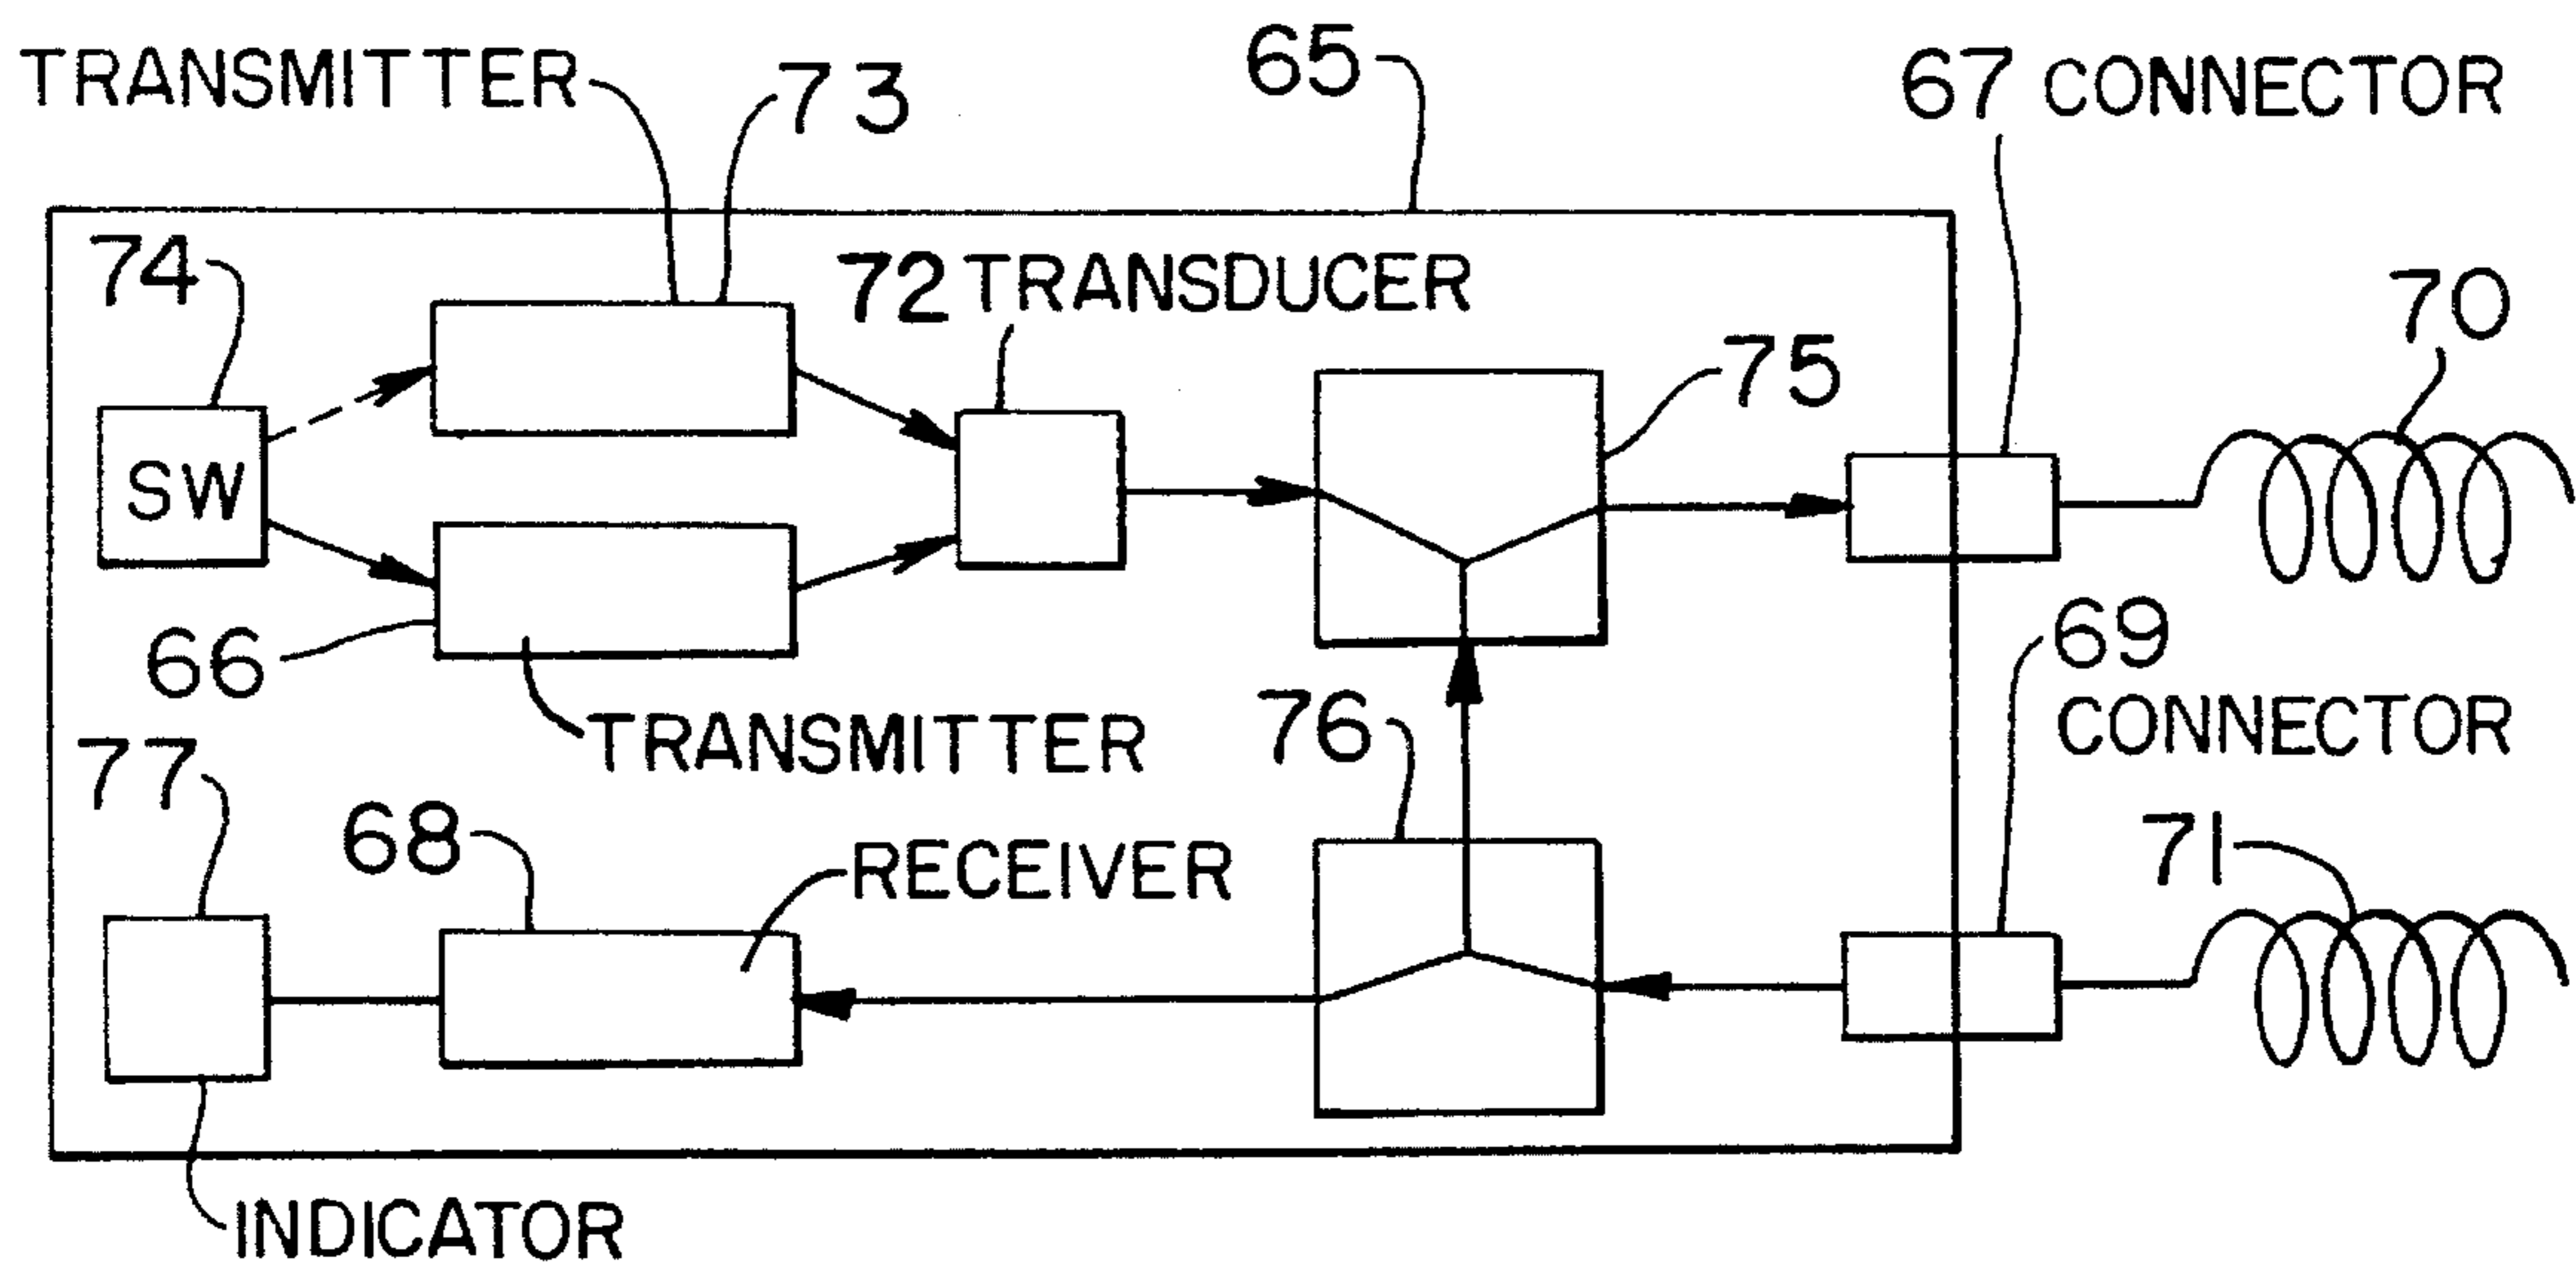 TRANSMITTER
73
65
67 CONNECTOR
74
72 TRANSDUCER
70
75
SW
66
69
CONNECTOR
TRANSMITTER
76
77
68
RECEIVER
71
INDICATOR